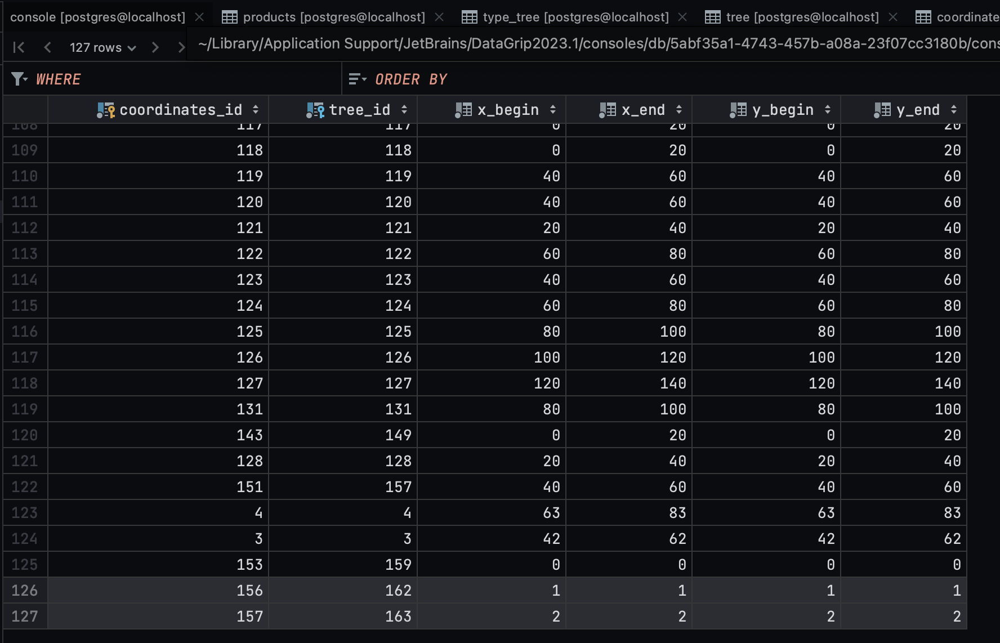 console [postgres@localhost] products [postgres@localhost] type_tree [postgres@localhost] tree [postgres@localhost] coordinate
127 rows ~/Library/Application Support/JetBrains/DataGrip2023.1/consoles/db/5abf35a1-4743-457b-a08a-23f07cc3180b/cons
WHERE ORDER BY
coordinates_id tree_id x_begin x_end y_begin y_end
108 117 117 0 20 0 20
109 118 118 0 20 0 20
110 119 119 40 60 40 60
111 120 120 40 60 40 60
112 121 121 20 40 20 40
113 122 122 60 80 60 80
114 123 123 40 60 40 60
115 124 124 60 80 60 80
116 125 125 80 100 80 100
117 126 126 100 120 100 120
118 127 127 120 140 120 140
119 131 131 80 100 80 100
120 143 149 0 20 0 20
121 128 128 20 40 20 40
122 151 157 40 60 40 60
123 4 4 63 83 63 83
124 3 3 42 62 42 62
125 153 159 0 0 0 0
126 156 162 1 1 1 1
127 157 163 2 2 2 2